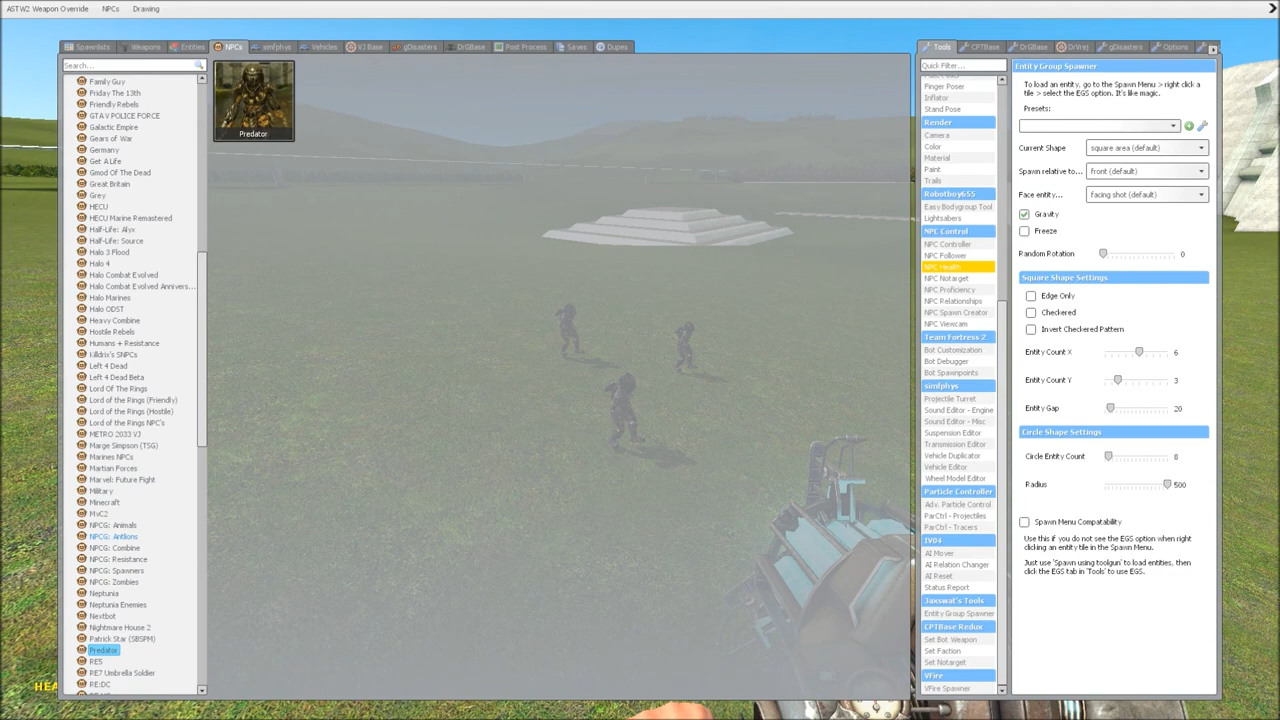 ASTW2 Weapon Override NPCs Drawing
Spawnlists Weapons Entities NPCs simfphys Vehicles VJ Base gDisasters DrGBase Post Process Saves Dupes
Search...
Family Guy
Friday The 13th
Friendly Rebels
GTA V POLICE FORCE
Galactic Empire
Gears of War
Germany
Get A Life
Gmod Of The Dead
Great Britain
Grey
HECU
HECU Marine Remastered
Half-Life: Alyx
Half-Life: Source
Halo 3 Flood
Halo 4
Halo Combat Evolved
Halo Combat Evolved Annivers...
Halo Marines
Halo ODST
Heavy Combine
Hostile Rebels
Humans + Resistance
Killdrix's SNPCs
Left 4 Dead
Left 4 Dead Beta
Lord Of The Rings
Lord of the Rings (Friendly)
Lord of the Rings (Hostile)
Lord of the Rings NPC's
METRO 2033 VJ
Marge Simpson (TSG)
Marines NPCs
Martian Forces
Marvel: Future Fight
Military
Minecraft
MvC2
NPCG: Animals
NPCG: Antlions
NPCG: Combine
NPCG: Resistance
NPCG: Spawners
NPCG: Zombies
Neptunia
Neptunia Enemies
Nextbot
Nightmare House 2
Patrick Star (SBSPM)
Predator
RE5
RE7 Umbrella Soldier
RE:DC
Predator
HEA
Tools CPTBase DrGBase DrVrej gDisasters Options
Quick Filter...
Finger Poser
Inflator
Stand Pose
Render
Camera
Color
Material
Paint
Trails
Robotboy655
Easy Bodygroup Tool
Lightsabers
NPC Control
NPC Controller
NPC Follower
NPC Health
NPC Notarget
NPC Proficiency
NPC Relationships
NPC Spawn Creator
NPC Viewcam
Team Fortress 2
Bot Customization
Bot Debugger
Bot Spawnpoints
simfphys
Projectile Turret
Sound Editor - Engine
Sound Editor - Misc
Suspension Editor
Transmission Editor
Vehicle Duplicator
Vehicle Editor
Wheel Model Editor
Particle Controller
Adv. Particle Control
ParCtrl - Projectiles
ParCtrl - Tracers
IV04
AI Mover
AI Relation Changer
AI Reset
Status Report
Jaxswat's Tools
Entity Group Spawner
CPTBase Redux
Set Bot Weapon
Set Faction
Set Notarget
VFire
VFire Spawner
Entity Group Spawner
To load an entity, go to the Spawn Menu > right click a
tile > select the EGS option. It's like magic.
Presets:
Current Shape square area (default)
Spawn relative to... front (default)
Face entity... facing shot (default)
Gravity
Freeze
Random Rotation 0
Square Shape Settings
Edge Only
Checkered
Invert Checkered Pattern
Entity Count X 6
Entity Count Y 3
Entity Gap 20
Circle Shape Settings
Circle Entity Count 8
Radius 500
Spawn Menu Compatability
Use this if you do not see the EGS option when right
clicking an entity tile in the Spawn Menu.
Just use 'Spawn using toolgun' to load entities, then
click the EGS tab in 'Tools' to use EGS.